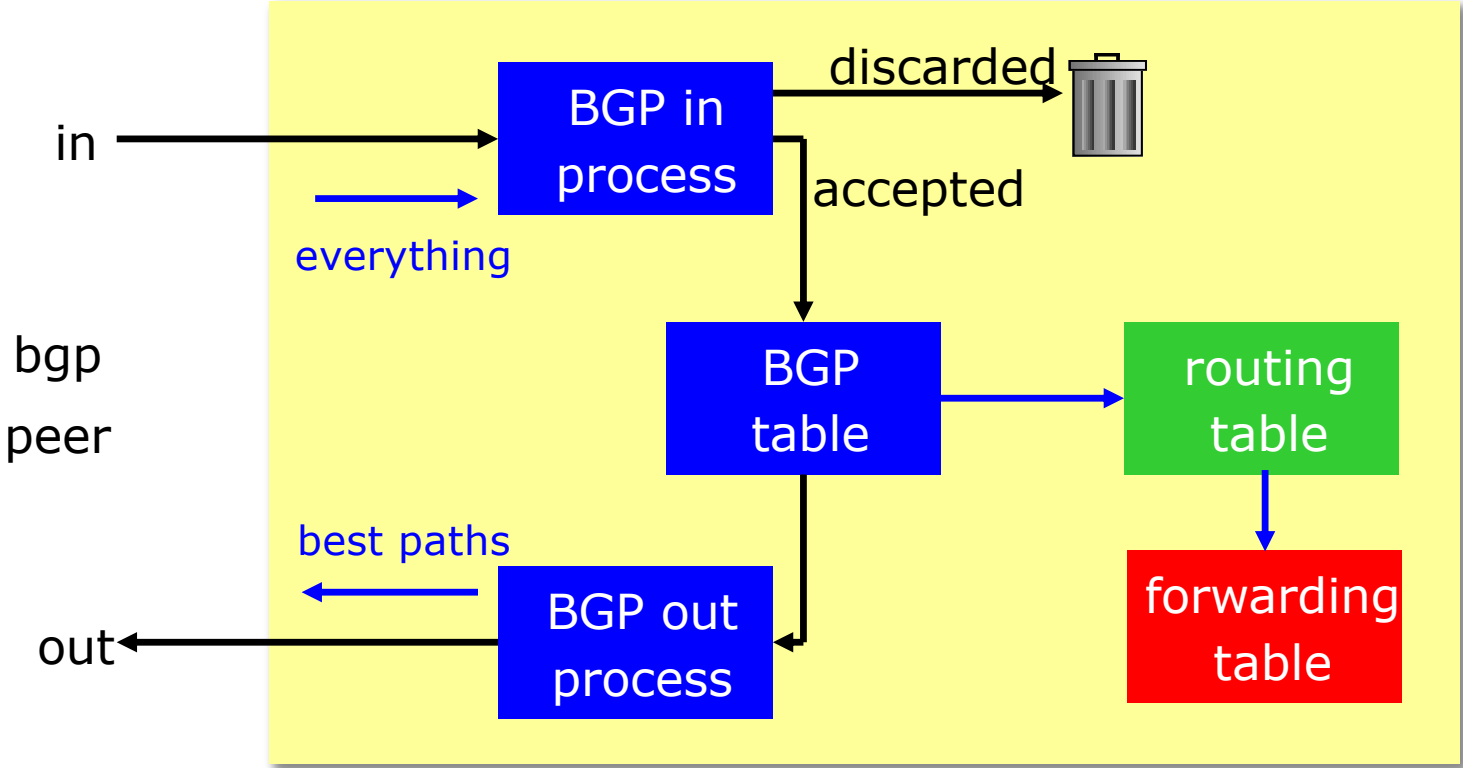 discarded
BGP in
process
in
accepted
everything
bgp
peer
BGP
table
routing
table
best paths
BGP out
process
out
forwarding
table